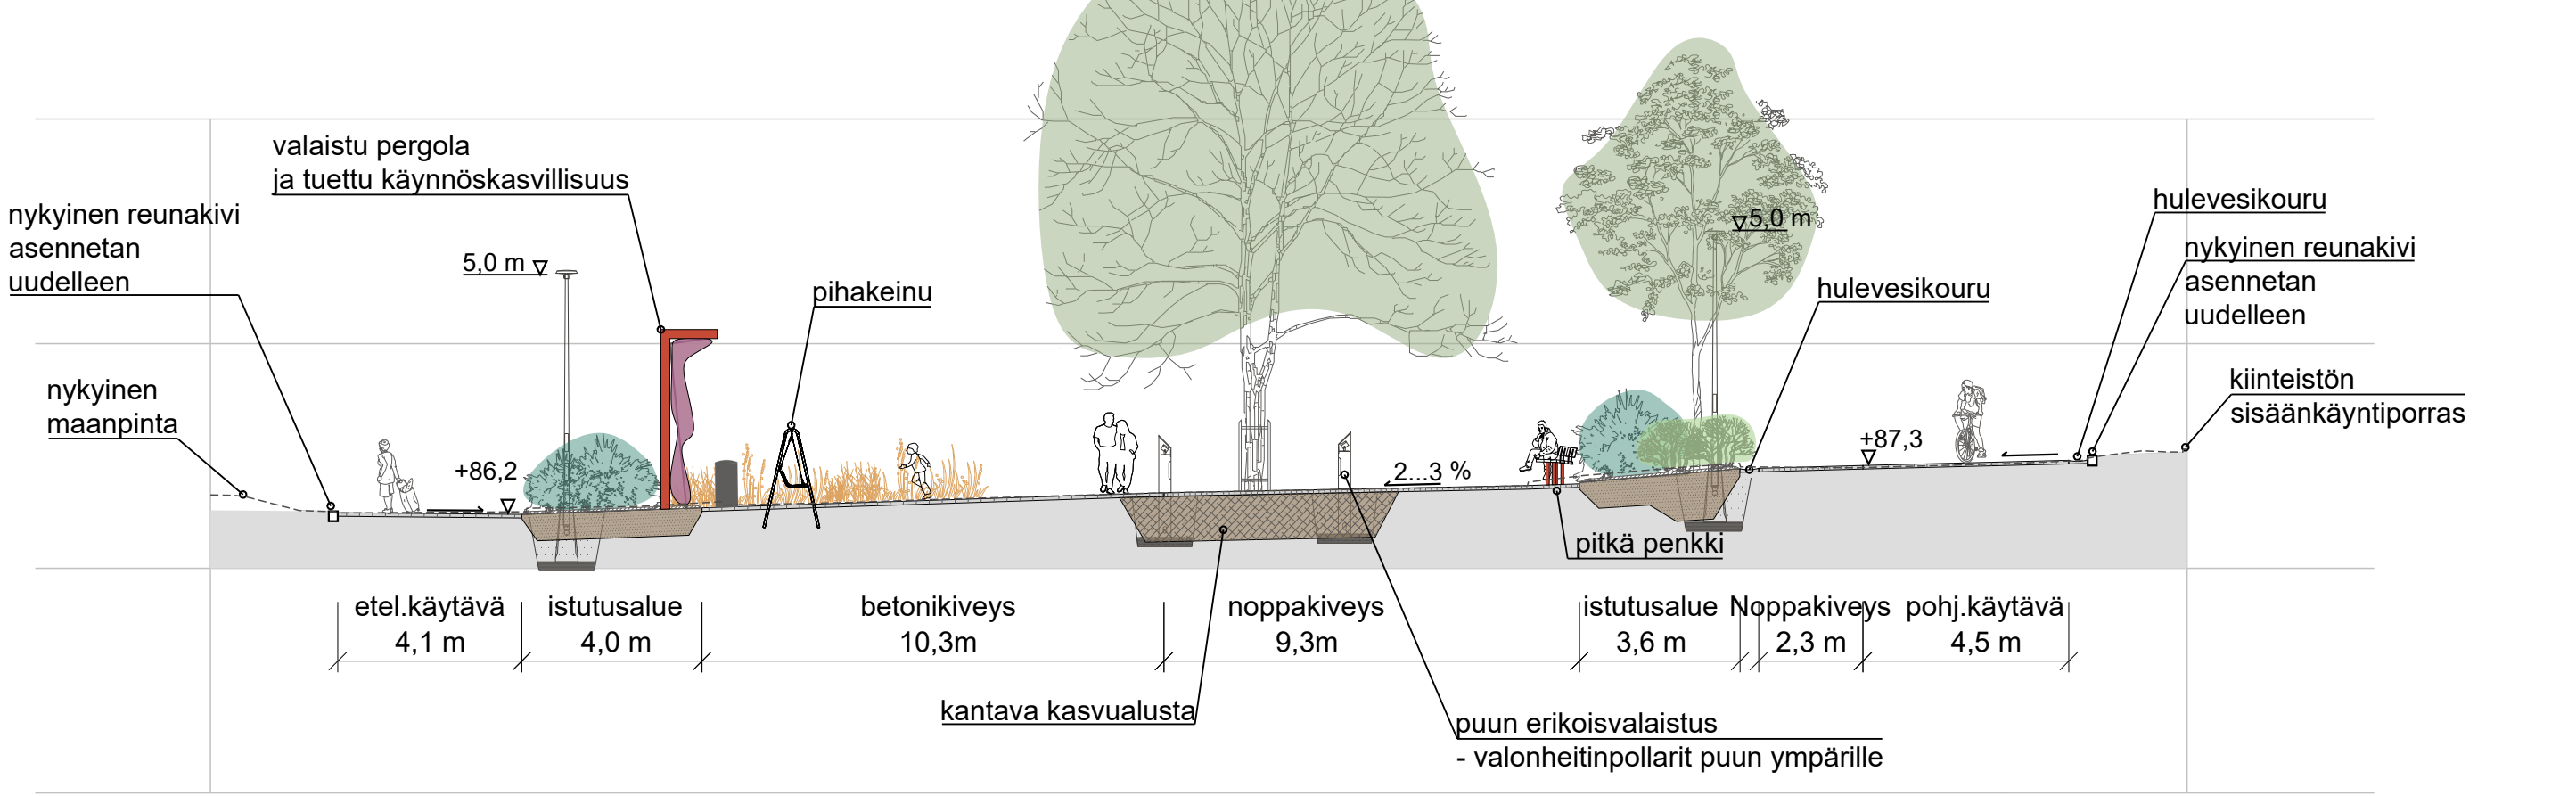 valaistu pergola
ja tuettu käynnöskasvillisuus
nykyinen reunakivi
asennetan
uudelleen
5,0 m
pihakeinu
nykyinen
maanpinta
+86,2
5,0 m
hulevesikouru
nykyinen reunakivi
asennetan
uudelleen
hulevesikouru
kiinteistön
sisäänkäyntiporras
+87,3
2...3 %
pitkä penkki
etel.käytävä
4,1 m
istutusalue
4,0 m
betonikiveys
10,3m
noppakiveys
9,3m
istutusalue
3,6 m
Noppakiveys
2,3 m
pohj.käytävä
4,5 m
kantava kasvualusta
puun erikoisvalaistus
- valonheitinpollarit puun ympärille